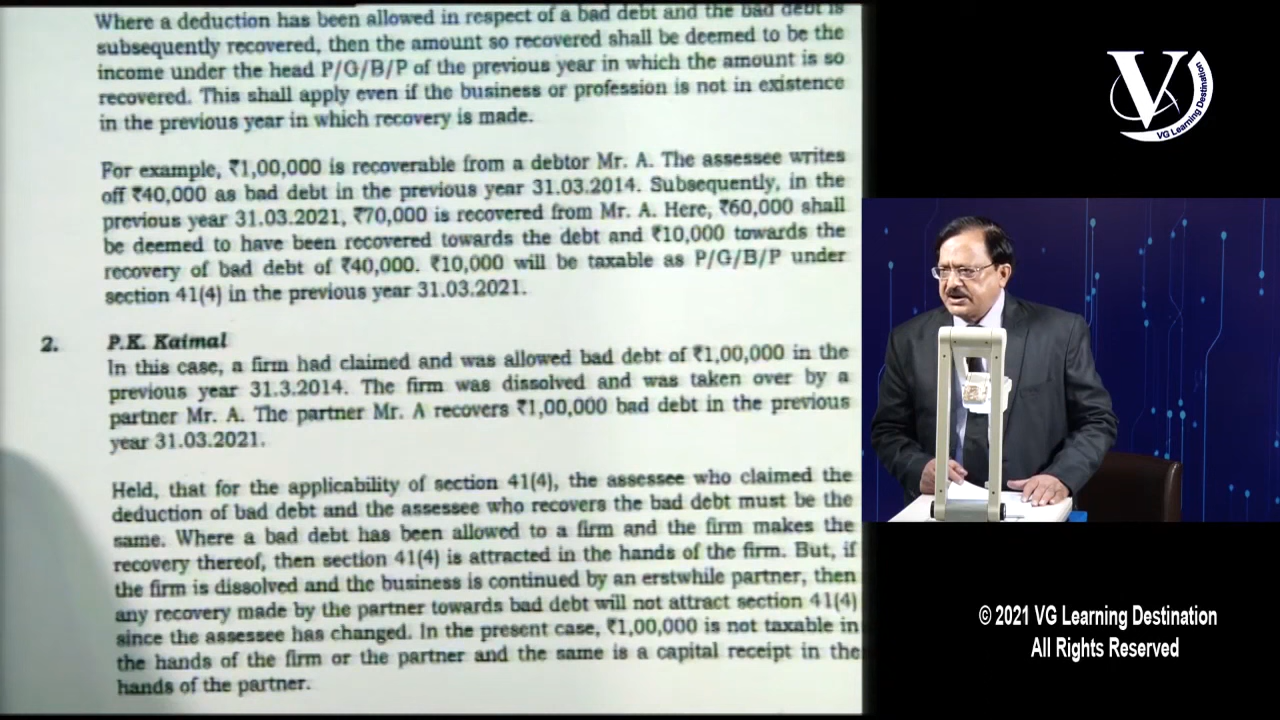 Where a deduction has been allowed in respect of a bad debt and the bad debt is
subsequently recovered, then the amount so recovered shall be deemed to be the
income under the head P/G/B/P of the previous year in which the amount is so
recovered. This shall apply even if the business or profession is not in existence
in the previous year in which recovery is made.
For example, ₹1,00,000 is recoverable from a debtor Mr. A. The assessee writes
off ₹40,000 as bad debt in the previous year 31.03.2014. Subsequently, in the
previous year 31.03.2021, ₹70,000 is recovered from Mr. A. Here, ₹60,000 shall
be deemed to have been recovered towards the debt and ₹10,000 towards the
recovery of bad debt of ₹40,000. ₹10,000 will be taxable as P/G/B/P under
section 41(4) in the previous year 31.03.2021.
2. P.K. Kaimal
In this case, a firm had claimed and was allowed bad debt of ₹1,00,000 in the
previous year 31.3.2014. The firm was dissolved and was taken over by a
partner Mr. A. The partner Mr. A recovers ₹1,00,000 bad debt in the previous
year 31.03.2021.
Held, that for the applicability of section 41(4), the assessee who claimed the
deduction of bad debt and the assessee who recovers the bad debt must be the
same. Where a bad debt has been allowed to a firm and the firm makes the
recovery thereof, then section 41(4) is attracted in the hands of the firm. But, if
the firm is dissolved and the business is continued by an erstwhile partner, then
any recovery made by the partner towards bad debt will not attract section 41(4)
since the assessee has changed. In the present case, ₹1,00,000 is not taxable in
the hands of the firm or the partner and the same is a capital receipt in the
hands of the partner.
V
VG Learning Destination
© 2021 VG Learning Destination
All Rights Reserved